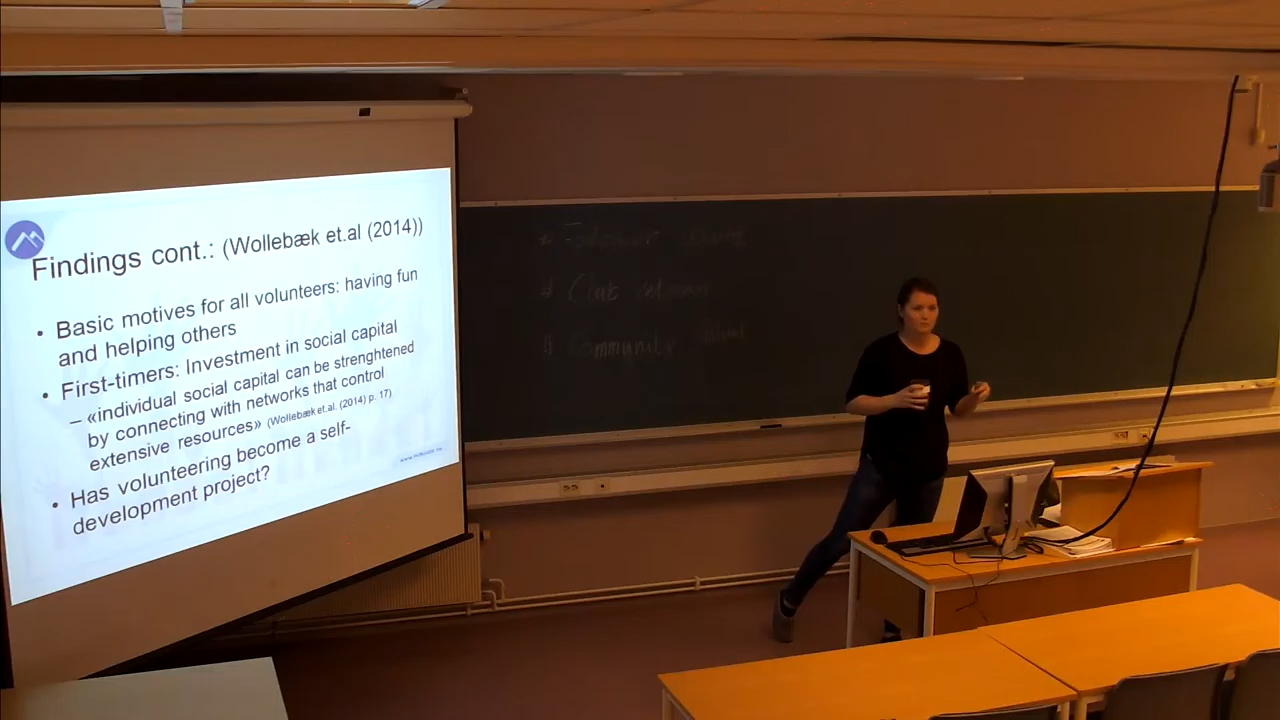 Findings cont.: (Wollebæk et.al (2014))
• Basic motives for all volunteers: having fun
and helping others
• First-timers: Investment in social capital
– «individual social capital can be strenghtened
by connecting with networks that control
extensive resources» (Wollebæk et.al. (2014) p. 17)
• Has volunteering become a self-
development project?
# Club
# Community